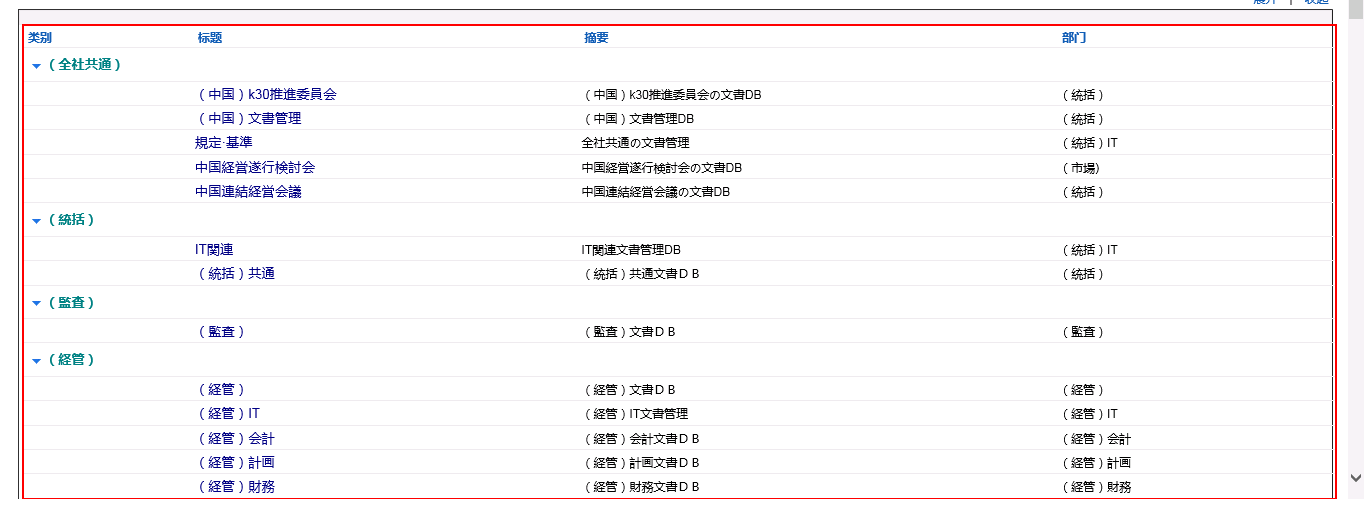 展开 | 收起
类别 标题 摘要 部门
（全社共通）
（中国）k30推進委員会 （中国）k30推進委員会の文書DB （統括）
（中国）文書管理 （中国）文書管理DB （統括）
規定·基準 全社共通の文書管理 （統括）IT
中国経営遂行検討会 中国経営遂行検討会の文書DB （市場)
中国連結経営会議 中国連結経営会議の文書DB （統括）
（統括）
IT関連 IT関連文書管理DB （統括）IT
（統括）共通 （統括）共通文書ＤＢ （統括）
（監査）
（監査） （監査）文書ＤＢ （監査）
（経管）
（経管） （経管）文書ＤＢ （経管）
（経管）IT （経管）IT文書管理 （経管）IT
（経管）会計 （経管）会計文書ＤＢ （経管）会計
（経管）計画 （経管）計画文書ＤＢ （経管）計画
（経管）財務 （経管）財務文書ＤＢ （経管）財務